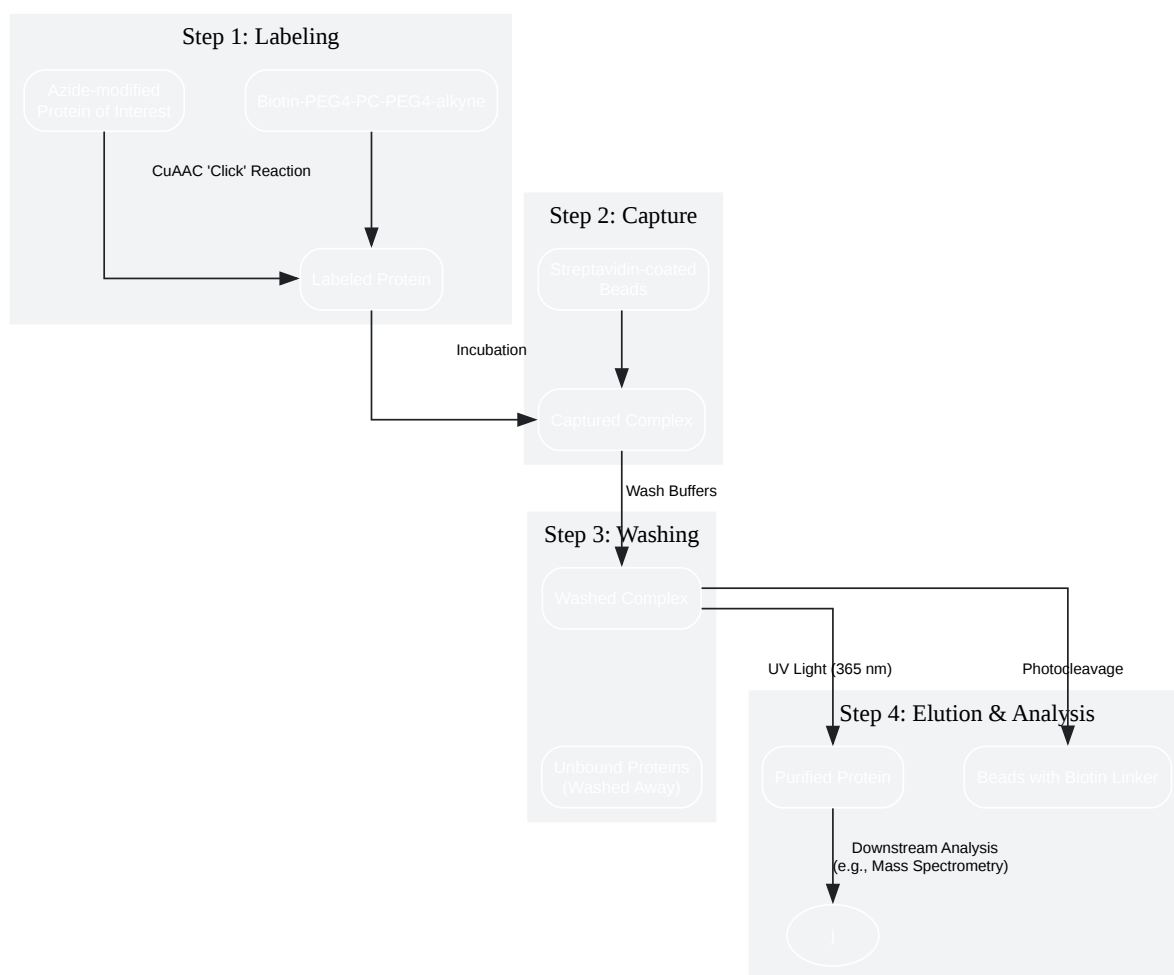 Step 1: Labeling
Azide-modified
Protein of Interest
Biotin-PEG4-PC-PEG4-alkyne
CuAAC 'Click' Reaction
Labeled Protein
Step 2: Capture
Streptavidin-coated
Beads
Incubation
Captured Complex
Wash Buffers
Step 3: Washing
Washed Complex
Unbound Proteins
(Washed Away)
UV Light (365 nm)
Photocleavage
Step 4: Elution & Analysis
Purified Protein
Beads with Biotin Linker
Downstream Analysis
(e.g., Mass Spectrometry)